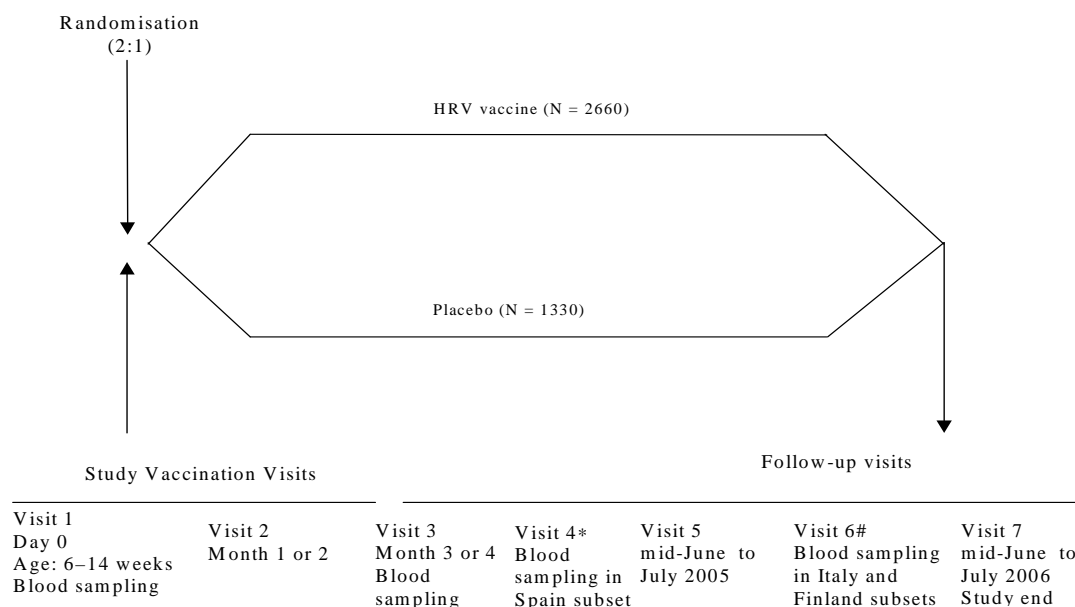 Randomisation
(2:1)
HRV vaccine (N = 2660)
Placebo (N = 1330)
Study Vaccination Visits
Follow-up visits
Visit 1
Day 0
Age: 6–14 weeks
Blood sampling
Visit 2
Month 1 or 2
Visit 3
Month 3 or 4
Blood
sampling
Visit 4*
Blood
sampling in
Spain subset
Visit 5
mid-June to
July 2005
Visit 6#
Blood sampling
in Italy and
Finland subsets
Visit 7
mid-June to
July 2006
Study end